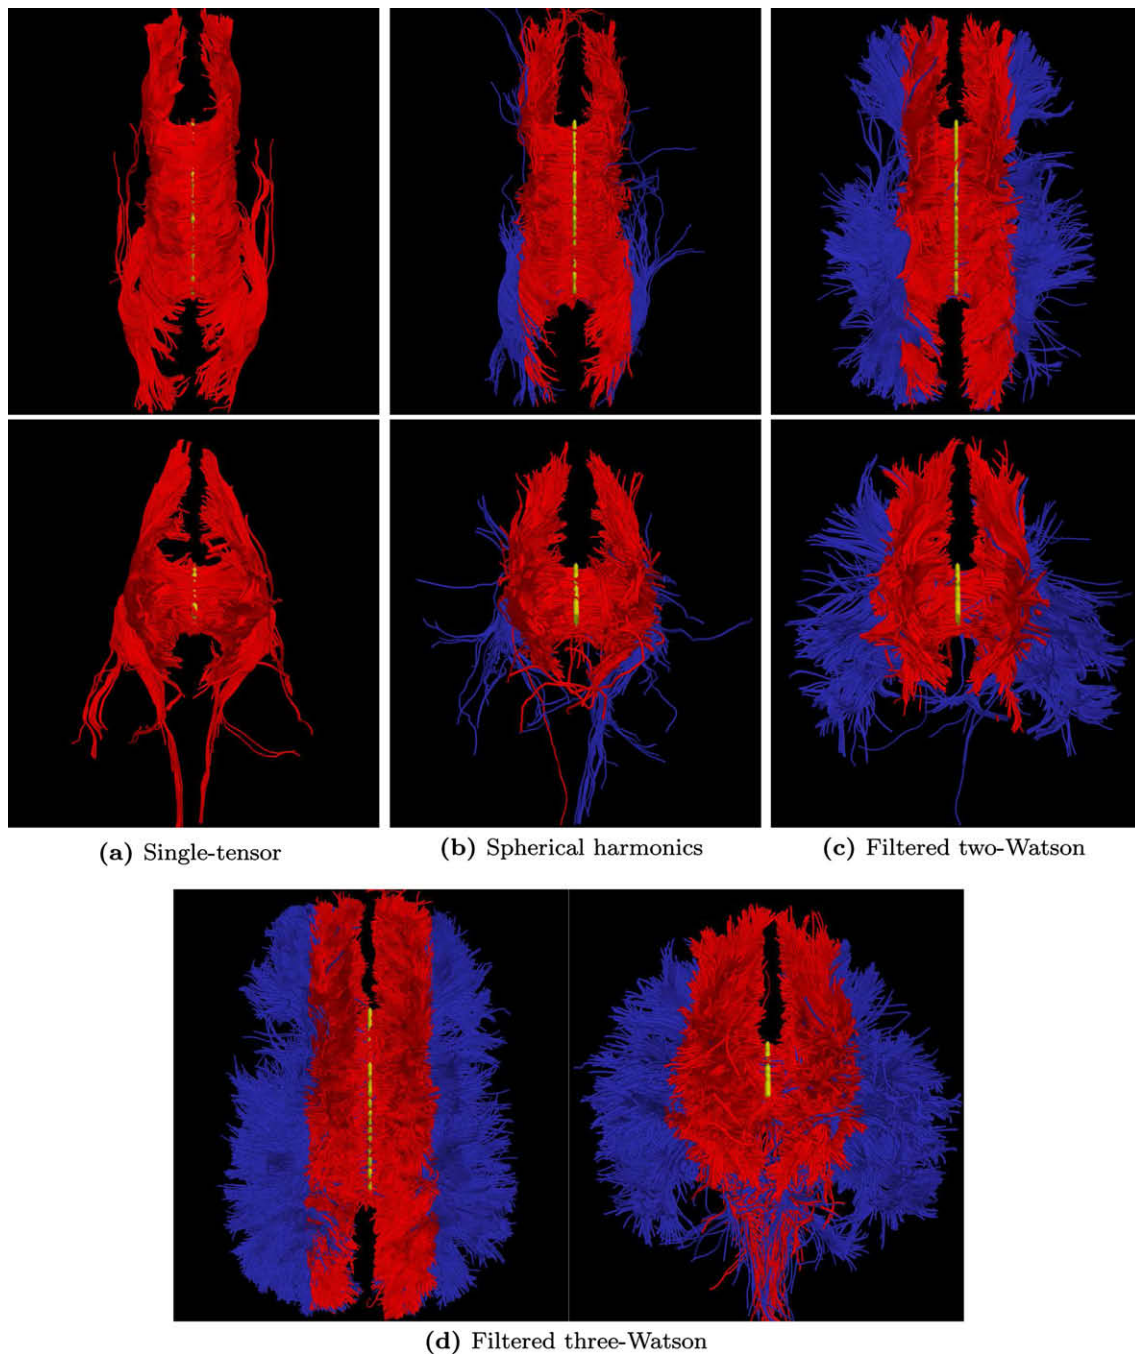 (a) Single-tensor
(b) Spherical harmonics
(c) Filtered two-Watson
(d) Filtered three-Watson